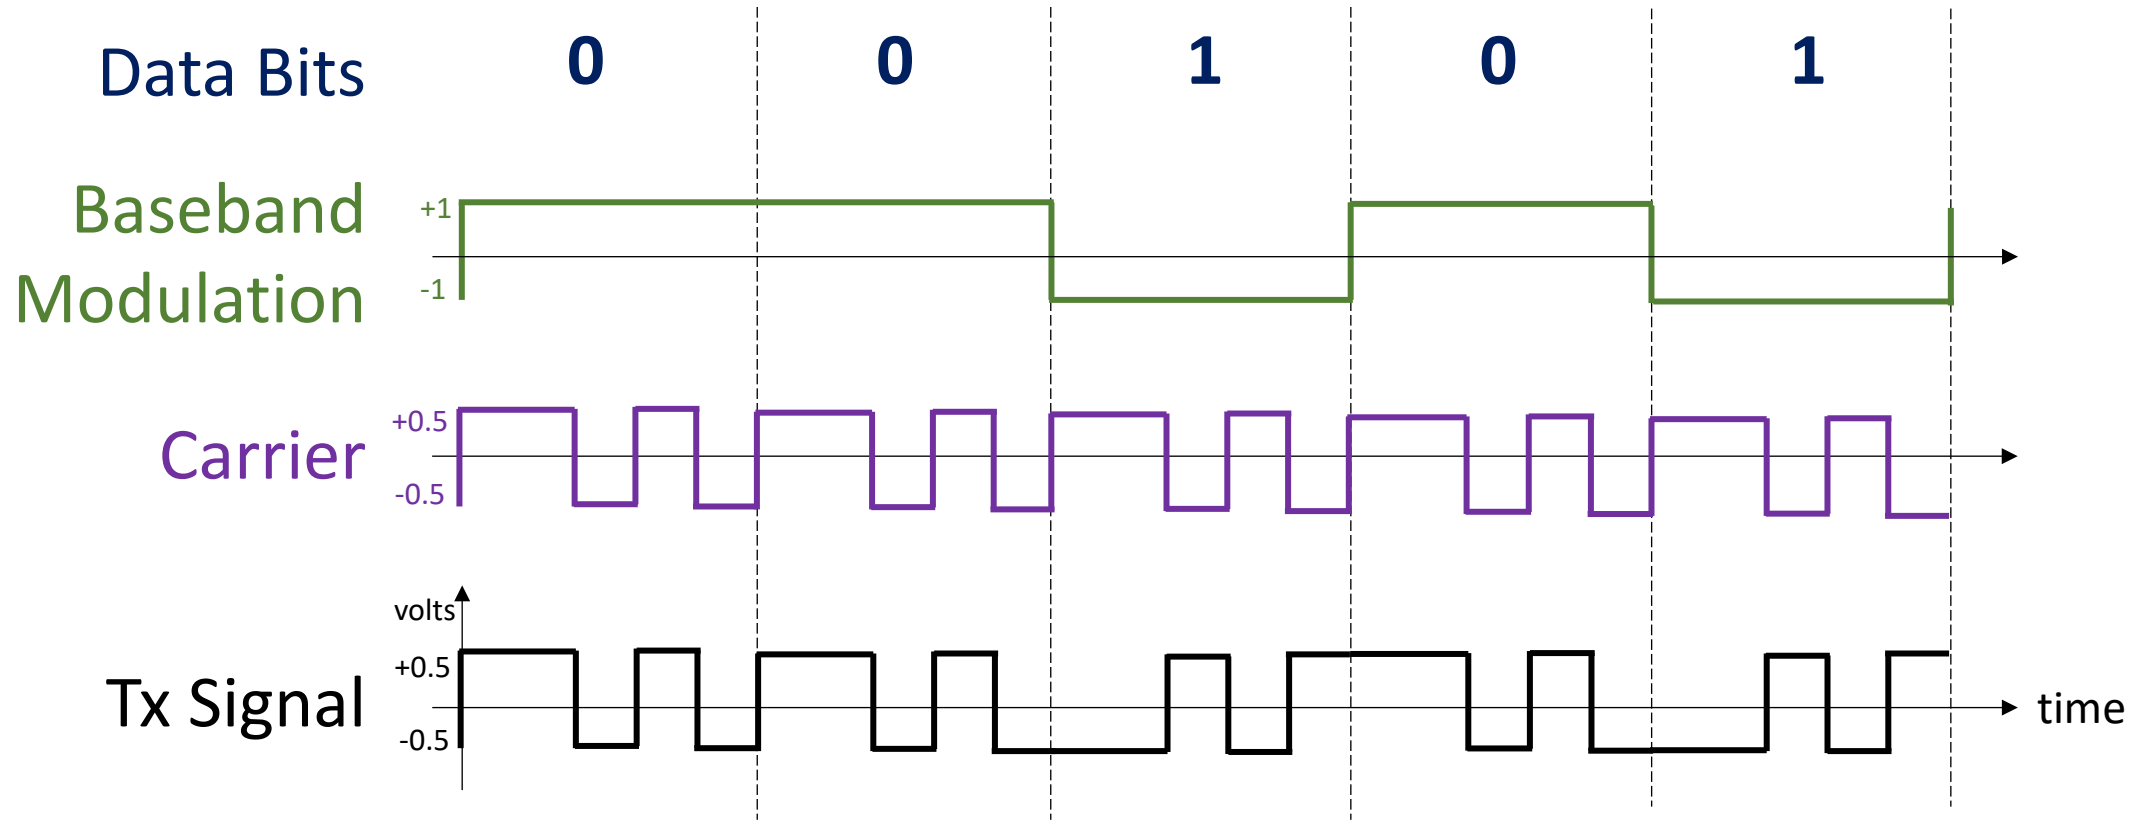 Data Bits 0 0 1 0 1
Baseband
Modulation
+1
-1
Carrier
+0.5
-0.5
volts
+0.5
Tx Signal
-0.5
time